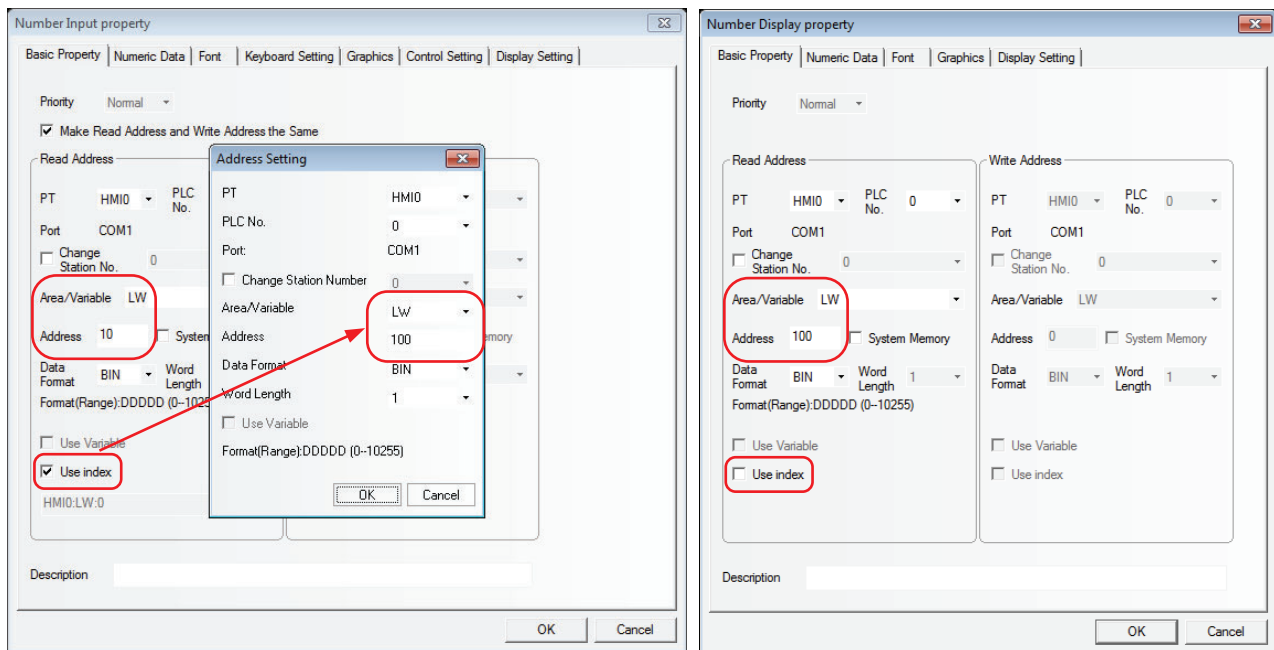 Number Input property
Basic Property Numeric Data Font Keyboard Setting Graphics Control Setting Display Setting
Priority Normal
Make Read Address and Write Address the Same
Read Address
PT HMI0 PLC No.
Port COM1
Change Station No. 0
Area/Variable LW
Address 10 System
emory
Data Format BIN Word Length
Format(Range):DDDDD (0--1025
Use Variable
Use index
HMI0:LW:0
Description
OK Cancel
Address Setting
PT HMI0
PLC No. 0
Port: COM1
Change Station Number 0
Area/Variable LW
Address 100
Data Format BIN
Word Length 1
Use Variable
Format(Range):DDDDD (0--10255)
OK Cancel
Number Display property
Basic Property Numeric Data Font Graphics Display Setting
Priority Normal
Read Address
PT HMI0 PLC No. 0
Port COM1
Change Station No. 0
Area/Variable LW
Address 100 System Memory
Data Format BIN Word Length 1
Format(Range):DDDDD (0--10255)
Use Variable
Use index
Write Address
PT HMI0 PLC No. 0
Port COM1
Change Station No. 0
Area/Variable LW
Address 0 System Memory
Data Format BIN Word Length 1
Use Variable
Use index
Description
OK Cancel